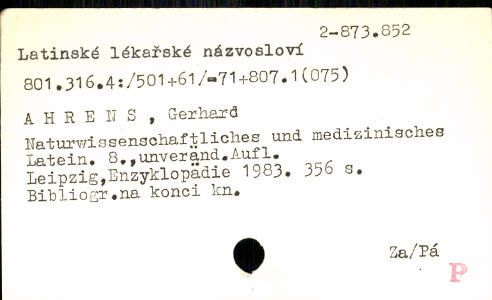 2-873.852
Latinské lékařské názvosloví
801.316.4:/501+61/=71+807.1(075)
A H R E N S , Gerhard
Naturwissenschaftliches und medizinisches
Latein. 8.,unveränd.Aufl.
Leipzig,Enzyklopädie 1983. 356 s.
Bibliogr.na konci kn.
Za/Pá
P